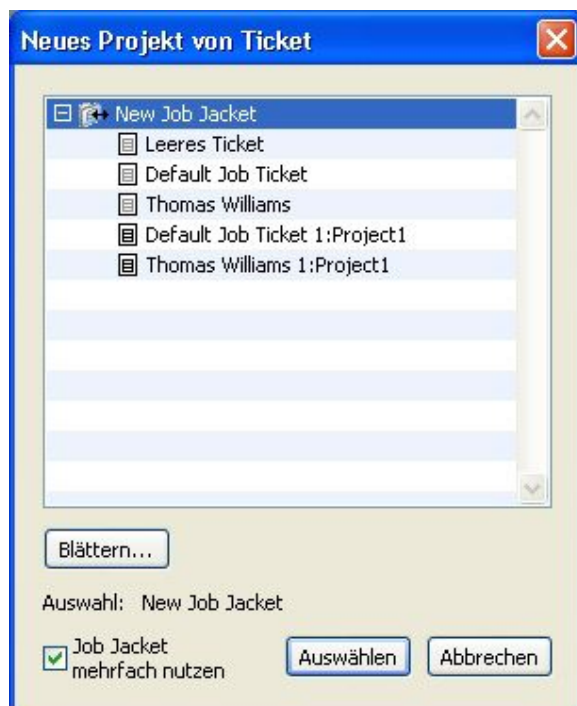 Neues Projekt von Ticket
New Job Jacket
Leeres Ticket
Default Job Ticket
Thomas Williams
Default Job Ticket 1:Project1
Thomas Williams 1:Project1
Blättern...
Auswahl: New Job Jacket
Job Jacket
mehrfach nutzen
Auswählen
Abbrechen